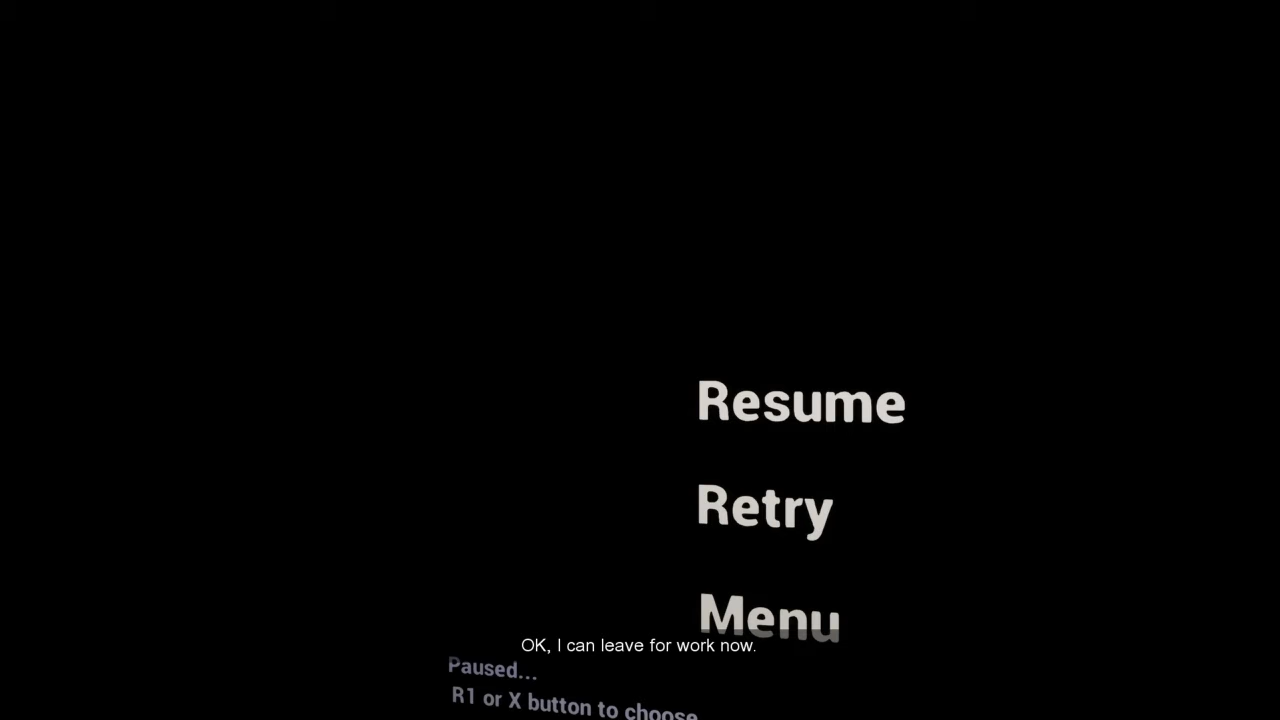 Resume
Retry
Menu
OK, I can leave for work now.
Paused...
R1 or X button to choose